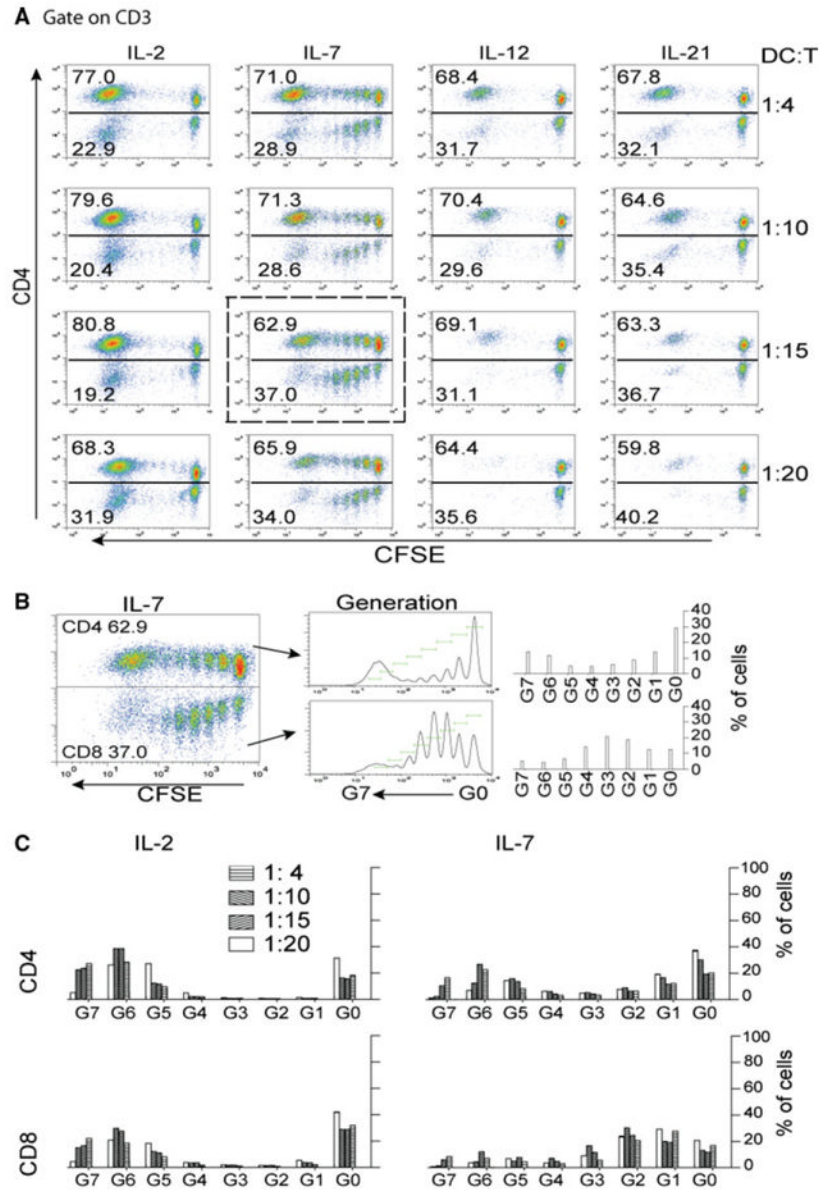 A Gate on CD3
IL-2 IL-7 IL-12 IL-21 DC:T
77.0 71.0 68.4 67.8
1:4
22.9 28.9 31.7 32.1
79.6 71.3 70.4 64.6
1:10
20.4 28.6 29.6 35.4
80.8 62.9 69.1 63.3
1:15
19.2 37.0 31.1 36.7
68.3 65.9 64.4 59.8
1:20
31.9 34.0 35.6 40.2
CD4
CFSE
B
IL-7 Generation
CD4 62.9
CD8 37.0
10⁰ 10¹ 10² 10³ 10⁴
CFSE
G7 G0
40
30
20
10
0
G7 G6 G5 G4 G3 G2 G1 G0
40
30
20
10
0
G7 G6 G5 G4 G3 G2 G1 G0
% of cells
C
IL-2 IL-7
1: 4
1:10
1:15
1:20
CD4
G7 G6 G5 G4 G3 G2 G1 G0
G7 G6 G5 G4 G3 G2 G1 G0
100
80
60
40
20
0
% of cells
CD8
G7 G6 G5 G4 G3 G2 G1 G0
G7 G6 G5 G4 G3 G2 G1 G0
100
80
60
40
20
0
% of cells